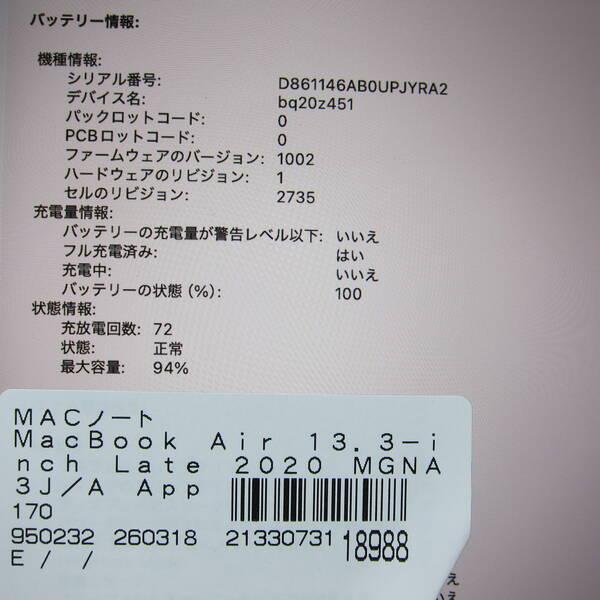 バッテリー情報:
機種情報:
シリアル番号: D861146AB0UPJYRA2
デバイス名: bq20z451
パックロットコード: 0
PCBロットコード: 0
ファームウェアのバージョン: 1002
ハードウェアのリビジョン: 1
セルのリビジョン: 2735
充電量情報:
バッテリーの充電量が警告レベル以下: いいえ
フル充電済み: はい
充電中: いいえ
バッテリーの状態 (%): 100
状態情報:
充放電回数: 72
状態: 正常
最大容量: 94%
MACノート
MacBook Air 13.3-i
nch Late 2020 MGNA
3J/A App
170
950232 260318 21330731 18988
E / /
え
え